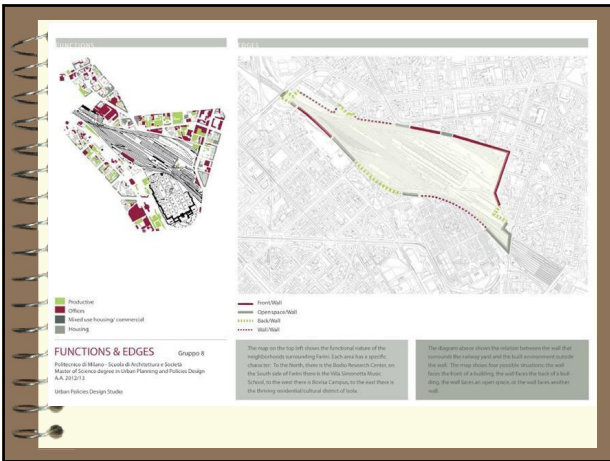 FUNCTIONS
EDGES
Productive
Offices
Mixed use housing/ commercial
Housing
Front/Wall
Open space/Wall
Back/Wall
Wall/Wall
FUNCTIONS & EDGES Gruppo 8
Politecnico di Milano - Scuola di Architettura e Società
Master of Science degree in Urban Planning and Policies Design
A.A. 2012/13
Urban Policies Design Studio
The map on the top left shows the functional nature of the
neighborhoods surrounding Farini. Each area has a specific
character. To the North, there is the Research Center, on
the South side of Farini there is the Villa Simonetta Music
School, to the west there is Bovisa Campus, to the east there is
the thriving residential/cultural district of Isola.
The diagram above shows the relation between the wall that
surrounds the railway yard and the built environment outside
the wall. The map shows four possible situations: the wall
faces the front of a building, the wall faces the back of a buil
ding, the wall faces an open space, or the wall faces another
wall.